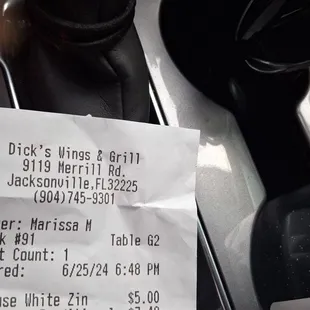 Dick's Wings & Grill
9119 Merrill Rd.
Jacksonville,FL32225
(904)745-9301
er: Marissa M
k #91 Table G2
t Count: 1
red: 6/25/24 6:48 PM
use White Zin $5.00